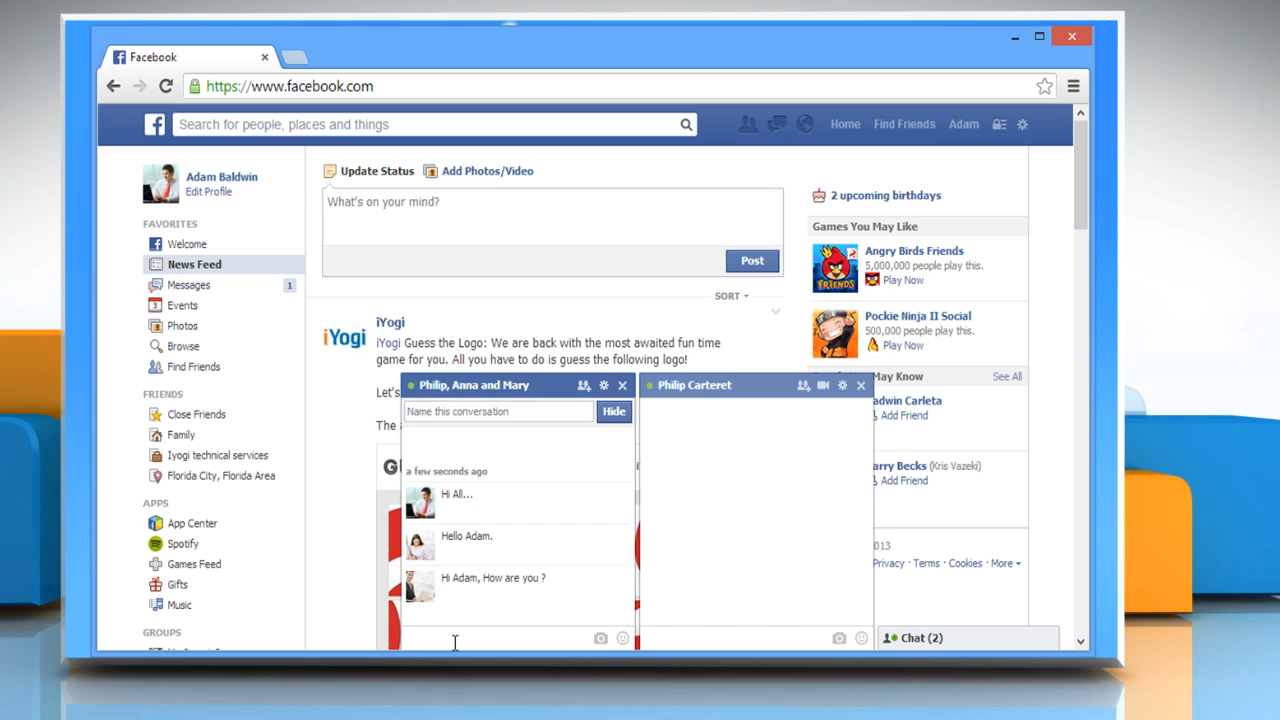 Facebook
https://www.facebook.com
Search for people, places and things
Home
Find Friends
Adam
Adam Baldwin
Edit Profile
FAVORITES
Welcome
News Feed
Messages
1
Events
Photos
Browse
Find Friends
FRIENDS
Close Friends
Family
Iyogi technical services
Florida City, Florida Area
APPS
App Center
Spotify
Games Feed
Gifts
Music
GROUPS
Update Status
Add Photos/Video
What's on your mind?
Post
SORT
iYogi
iYogi
iYogi Guess the Logo: We are back with the most awaited fun time
game for you. All you have to do is guess the following logo!
Let's
The
Philip, Anna and Mary
Name this conversation
Hide
a few seconds ago
Hi All...
Hello Adam.
Hi Adam, How are you ?
Philip Carteret
2 upcoming birthdays
Games You May Like
Angry Birds Friends
5,000,000 people play this.
Play Now
FRIENDS
Pockie Ninja II Social
500,000 people play this.
Play Now
May Know
See All
adwin Carleta
Add Friend
arry Becks (Kris Vazeki)
Add Friend
2013
Privacy · Terms · Cookies · More
Chat (2)